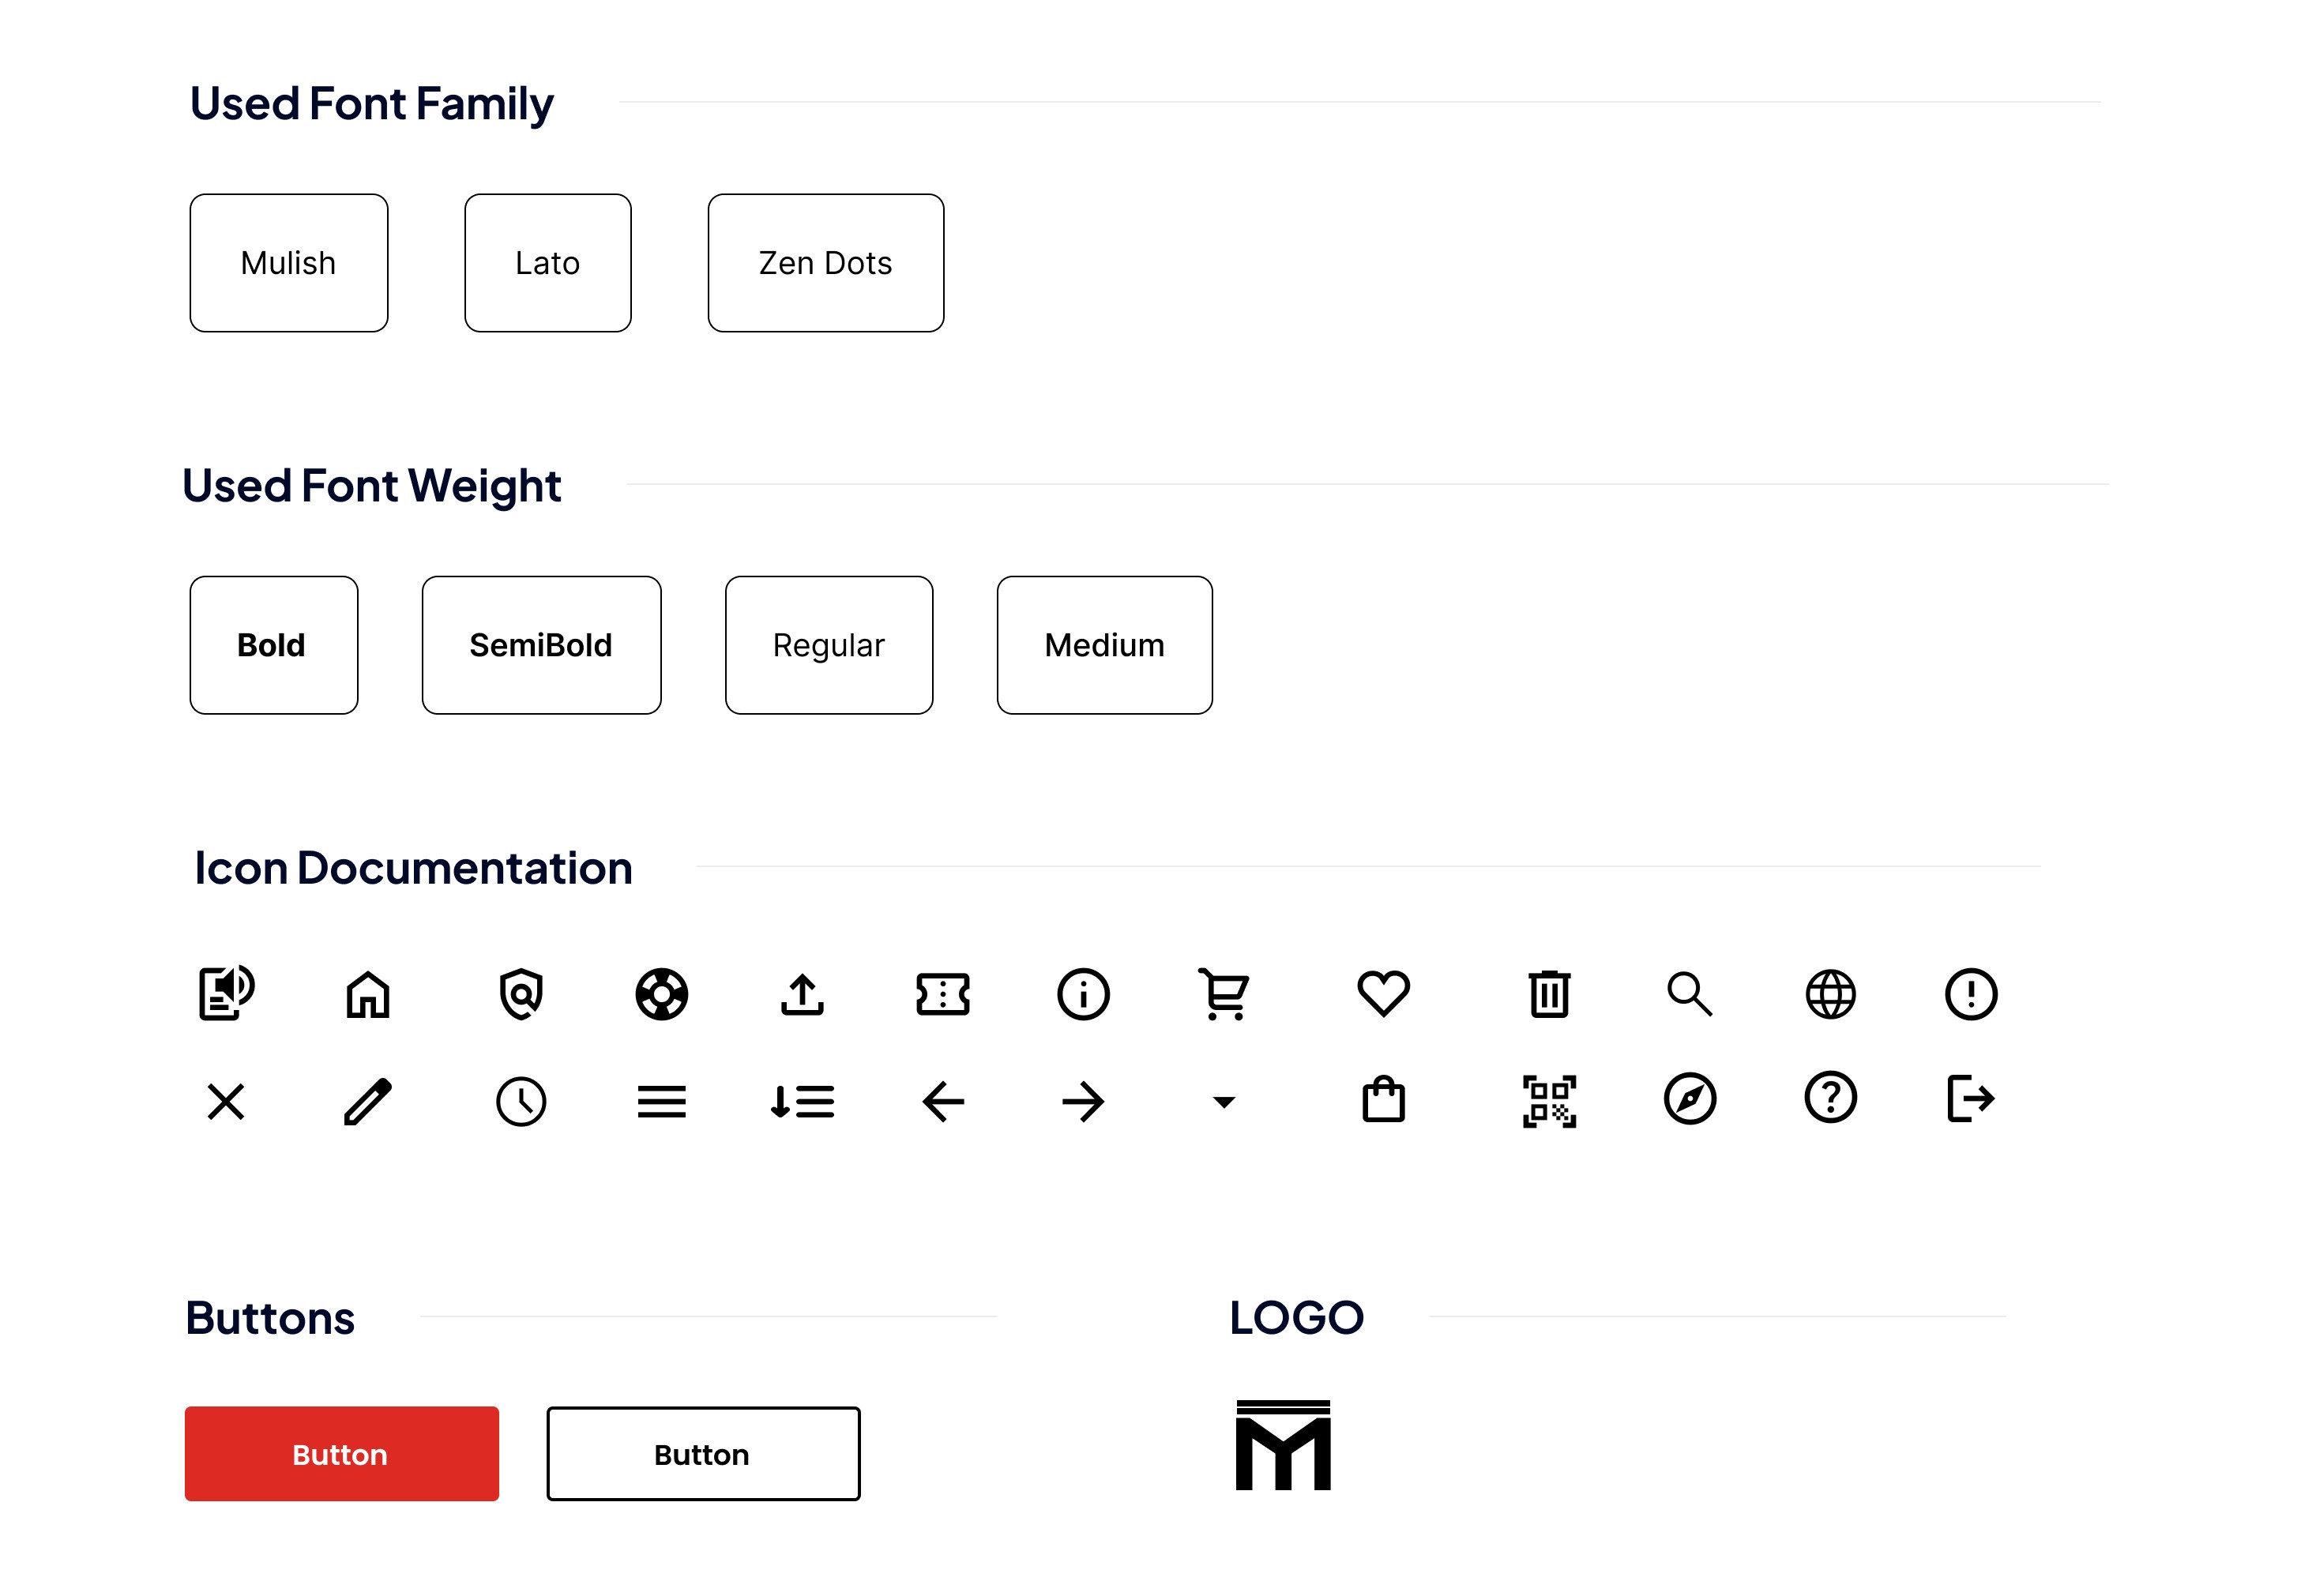 Used Font Family
Mulish
Lato
Zen Dots
Used Font Weight
Bold
SemiBold
Regular
Medium
Icon Documentation
Buttons
LOGO
Button
Button
M